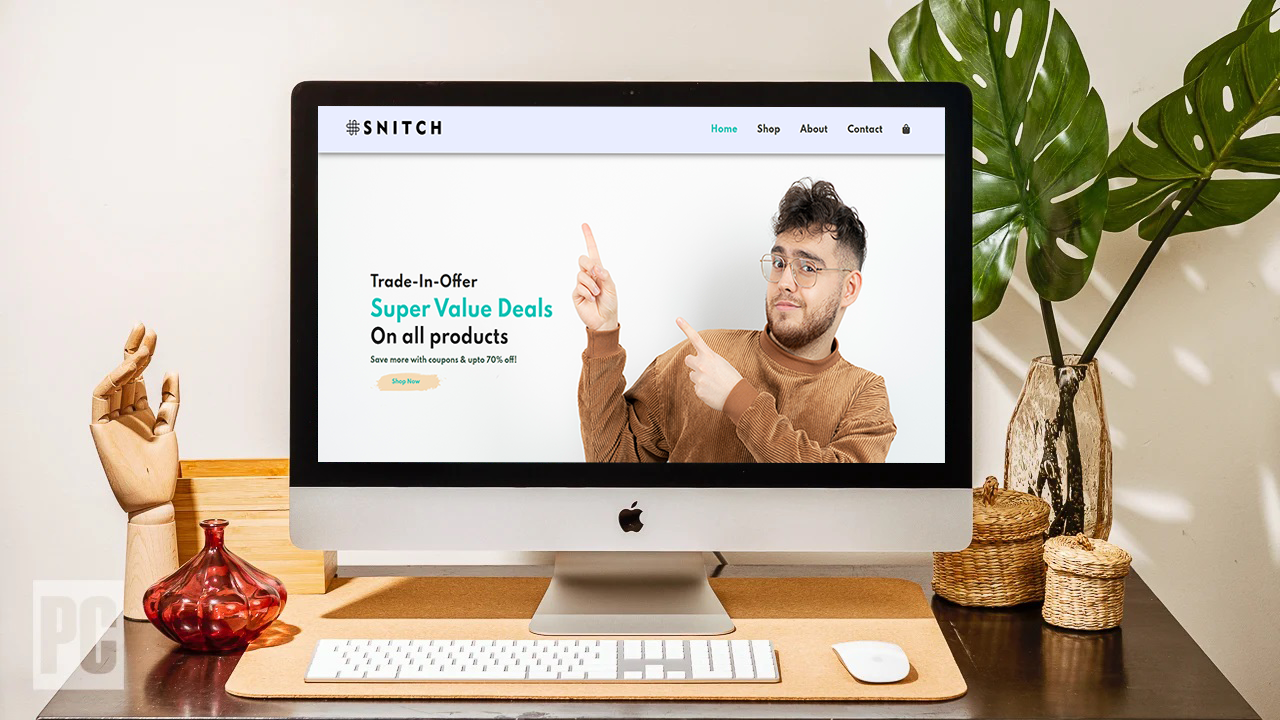 SNITCH
Home Shop About Contact
Trade-In-Offer
Super Value Deals
On all products
Save more with coupons & upto 70% off!
Shop Now
PC